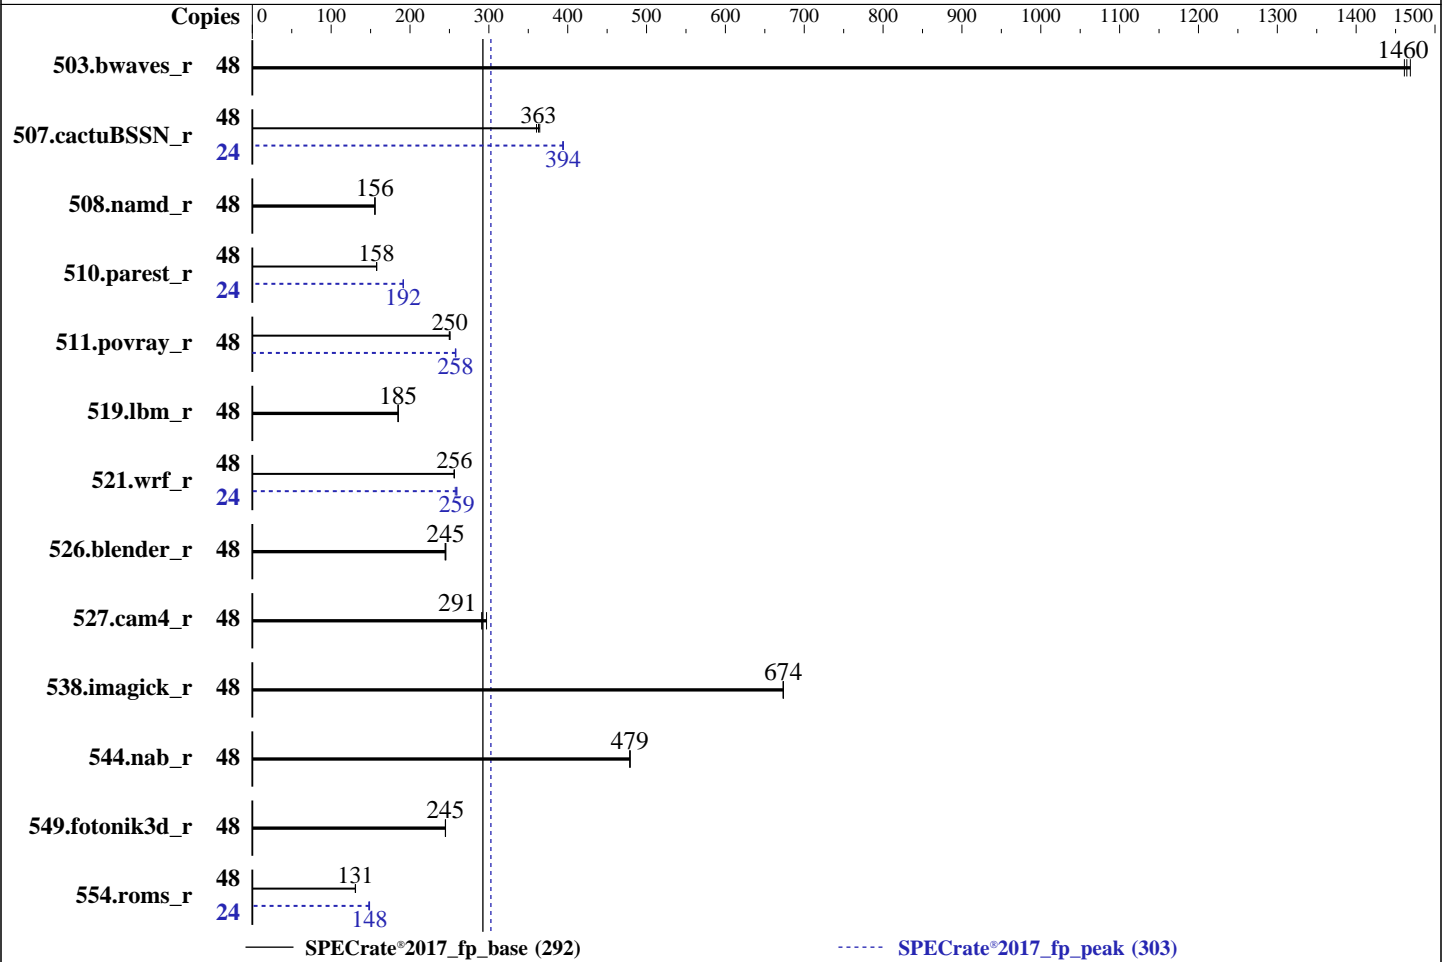 Copies 0 100 200 300 400 500 600 700 800 900 1000 1100 1200 1300 1400 1500
503.bwaves_r 48 1460
507.cactuBSSN_r 48 363
24 394
508.namd_r 48 156
510.parest_r 48 158
24 192
511.povray_r 48 250
258
519.lbm_r 48 185
521.wrf_r 48 256
24 259
526.blender_r 48 245
527.cam4_r 48 291
538.imagick_r 48 674
544.nab_r 48 479
549.fotonik3d_r 48 245
554.roms_r 48 131
24 148
SPECrate®2017_fp_base (292) SPECrate®2017_fp_peak (303)